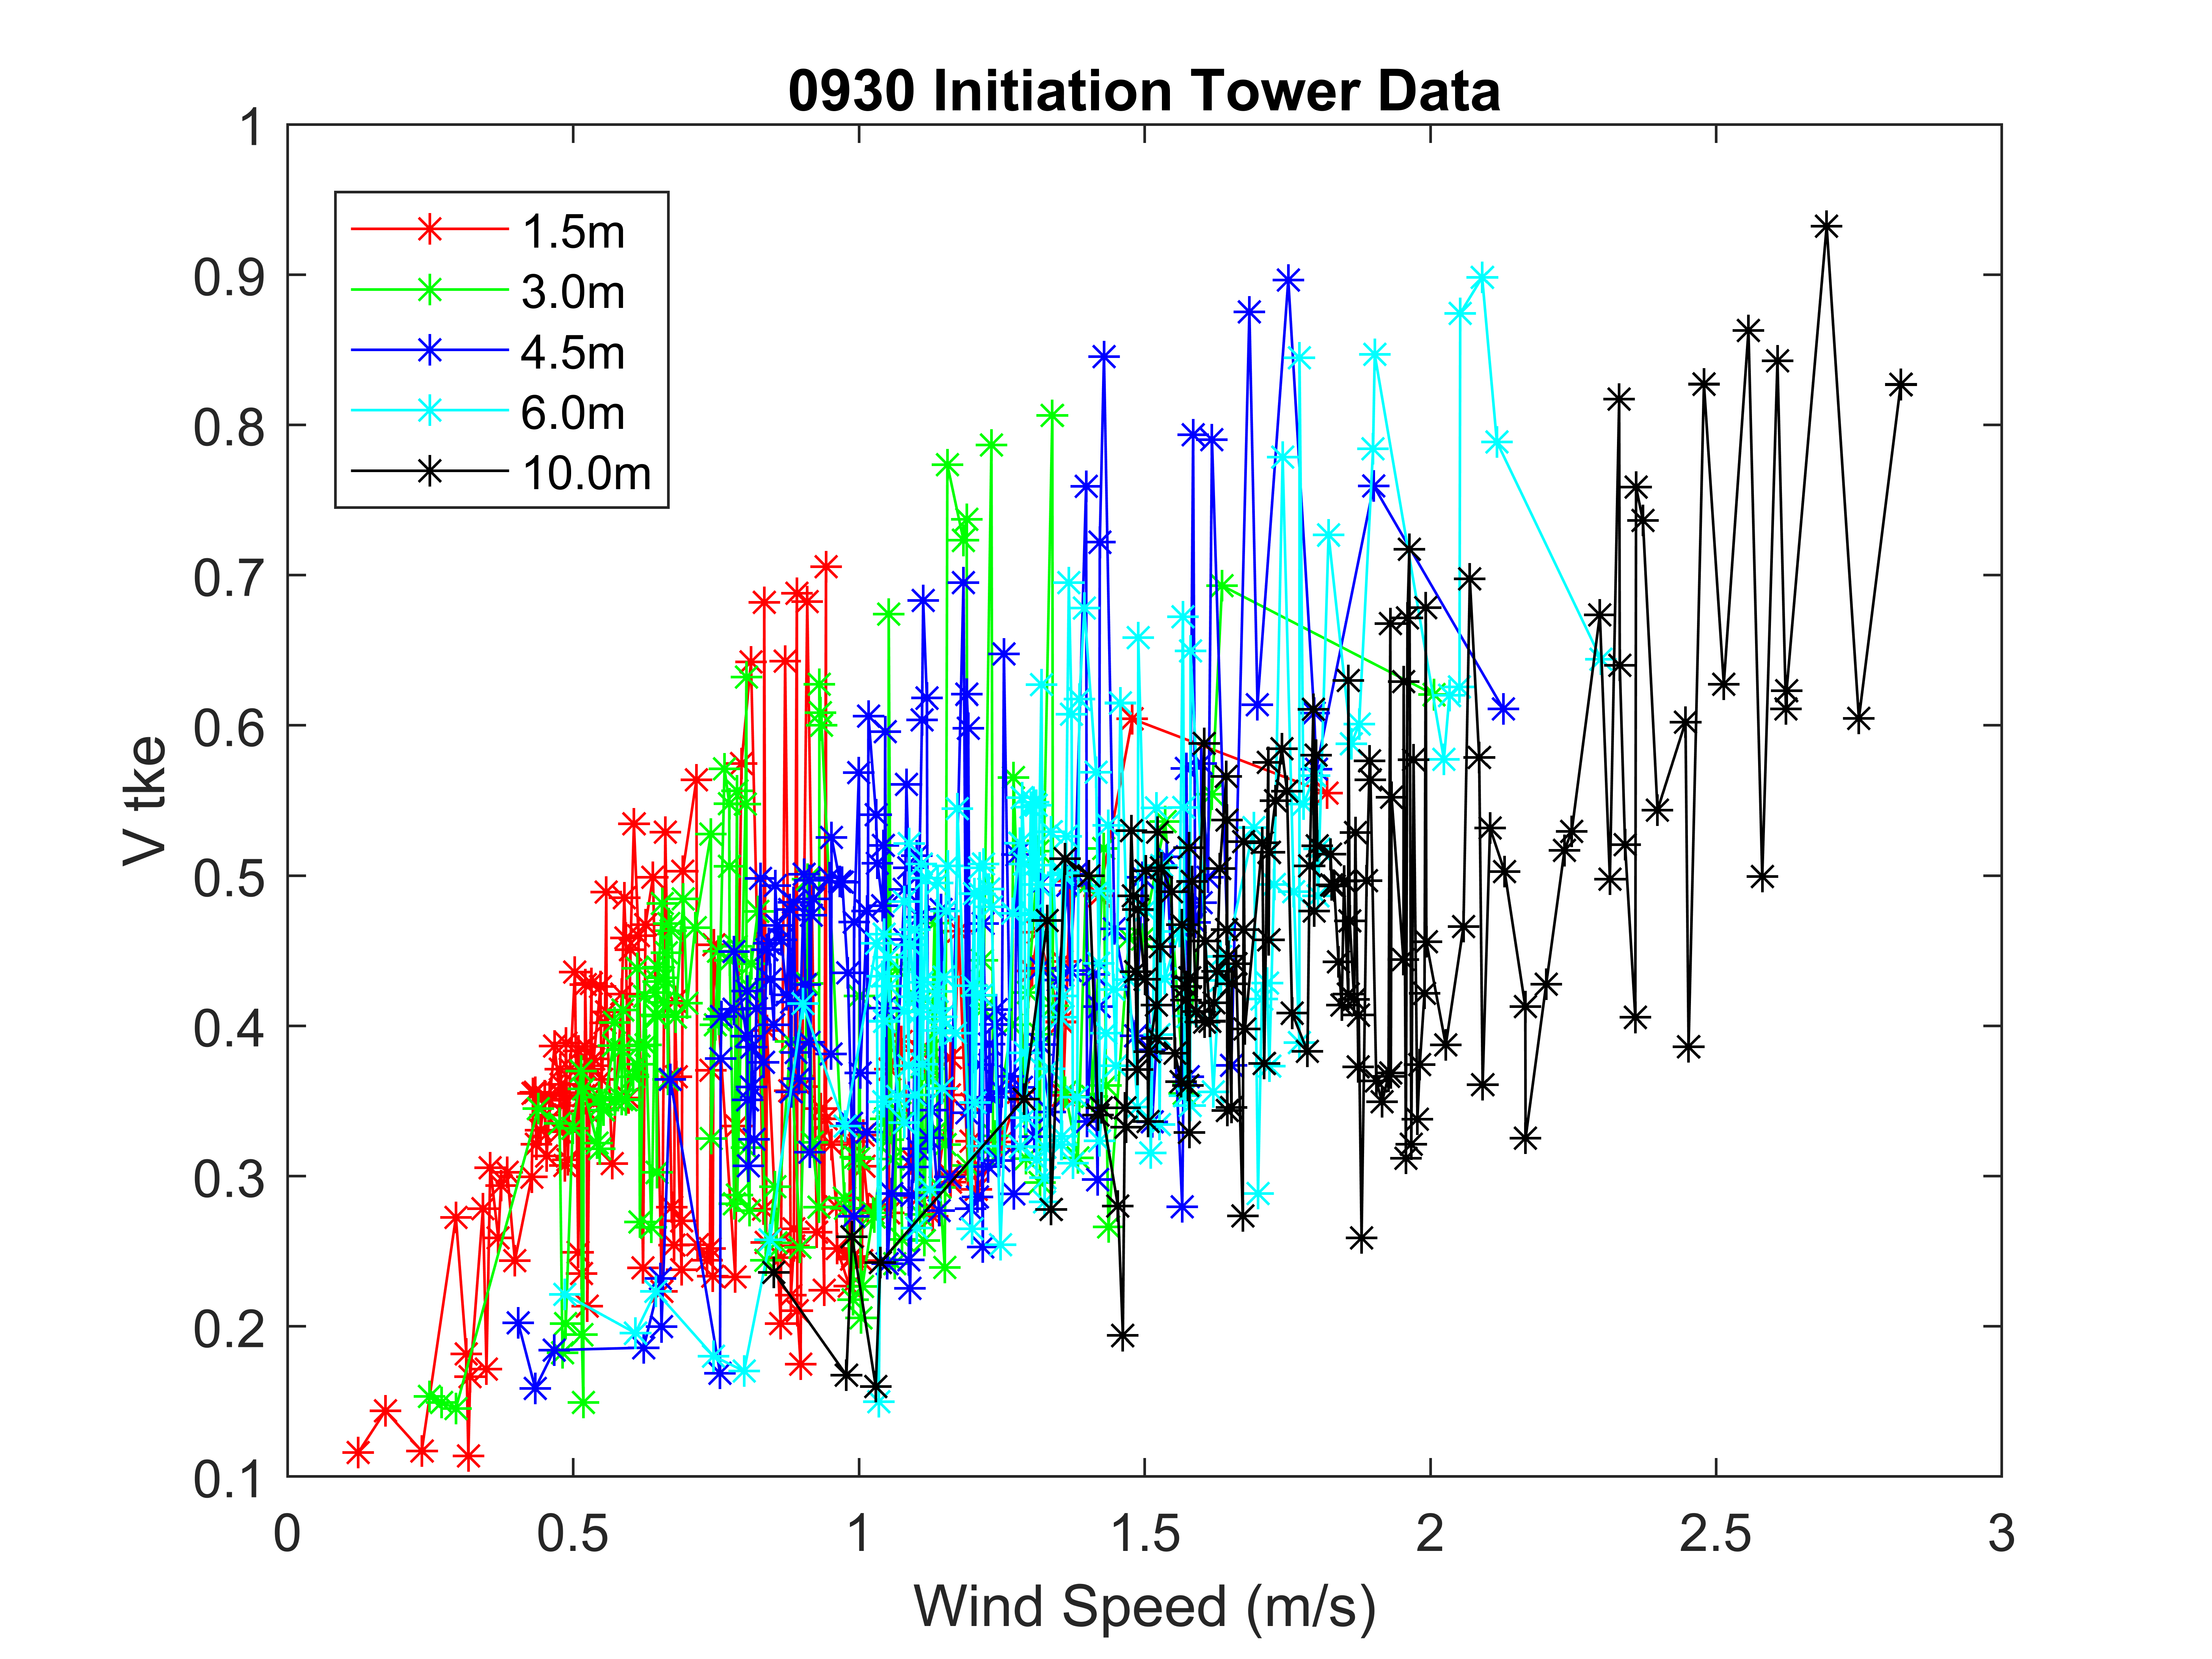 0930 Initiation Tower Data
1
0.9
0.8
0.7
0.6
0.5
0.4
0.3
0.2
0.1
V tke
1.5m
3.0m
4.5m
6.0m
10.0m
0 0.5 1 1.5 2 2.5 3
Wind Speed (m/s)